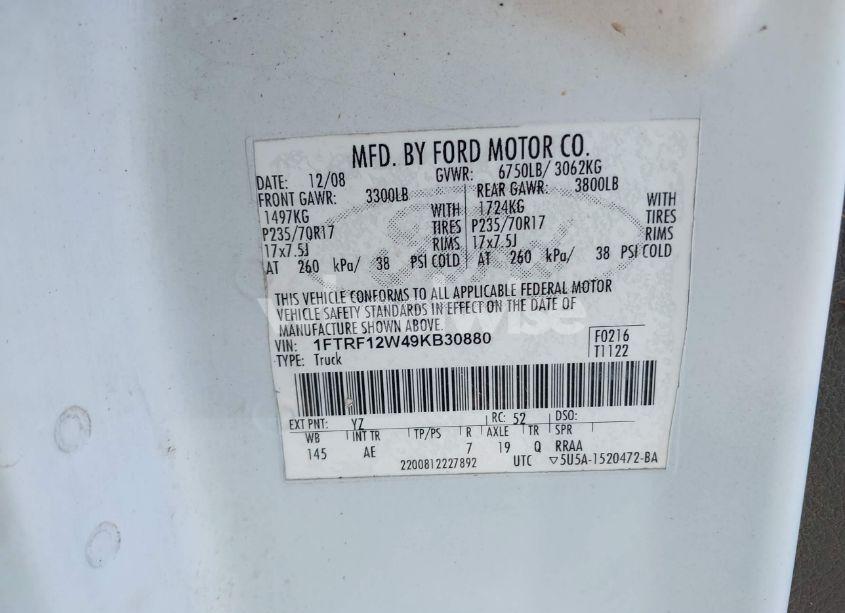 MFD. BY FORD MOTOR CO.
DATE: 12/08 GVWR: 6750LB/ 3062KG
FRONT GAWR: 3300LB REAR GAWR: 3800LB
1497KG WITH 1724KG WITH
P235/70R17 TIRES P235/70R17 TIRES
17x7.5J RIMS 17x7.5J RIMS
AT 260 kPa/ 38 PSI COLD AT 260 kPa/ 38 PSI COLD
THIS VEHICLE CONFORMS TO ALL APPLICABLE FEDERAL MOTOR
VEHICLE SAFETY STANDARDS IN EFFECT ON THE DATE OF
MANUFACTURE SHOWN ABOVE.
VIN: 1FTRF12W49KB30880 F0216
TYPE: Truck T1122
EXT PNT: YZ RC: 52 DSO:
WB INT TR TP/PS R AXLE TR SPR
145 AE 7 19 Q RRAA
2200812227892 UTC ▽5U5A-1520472-BA